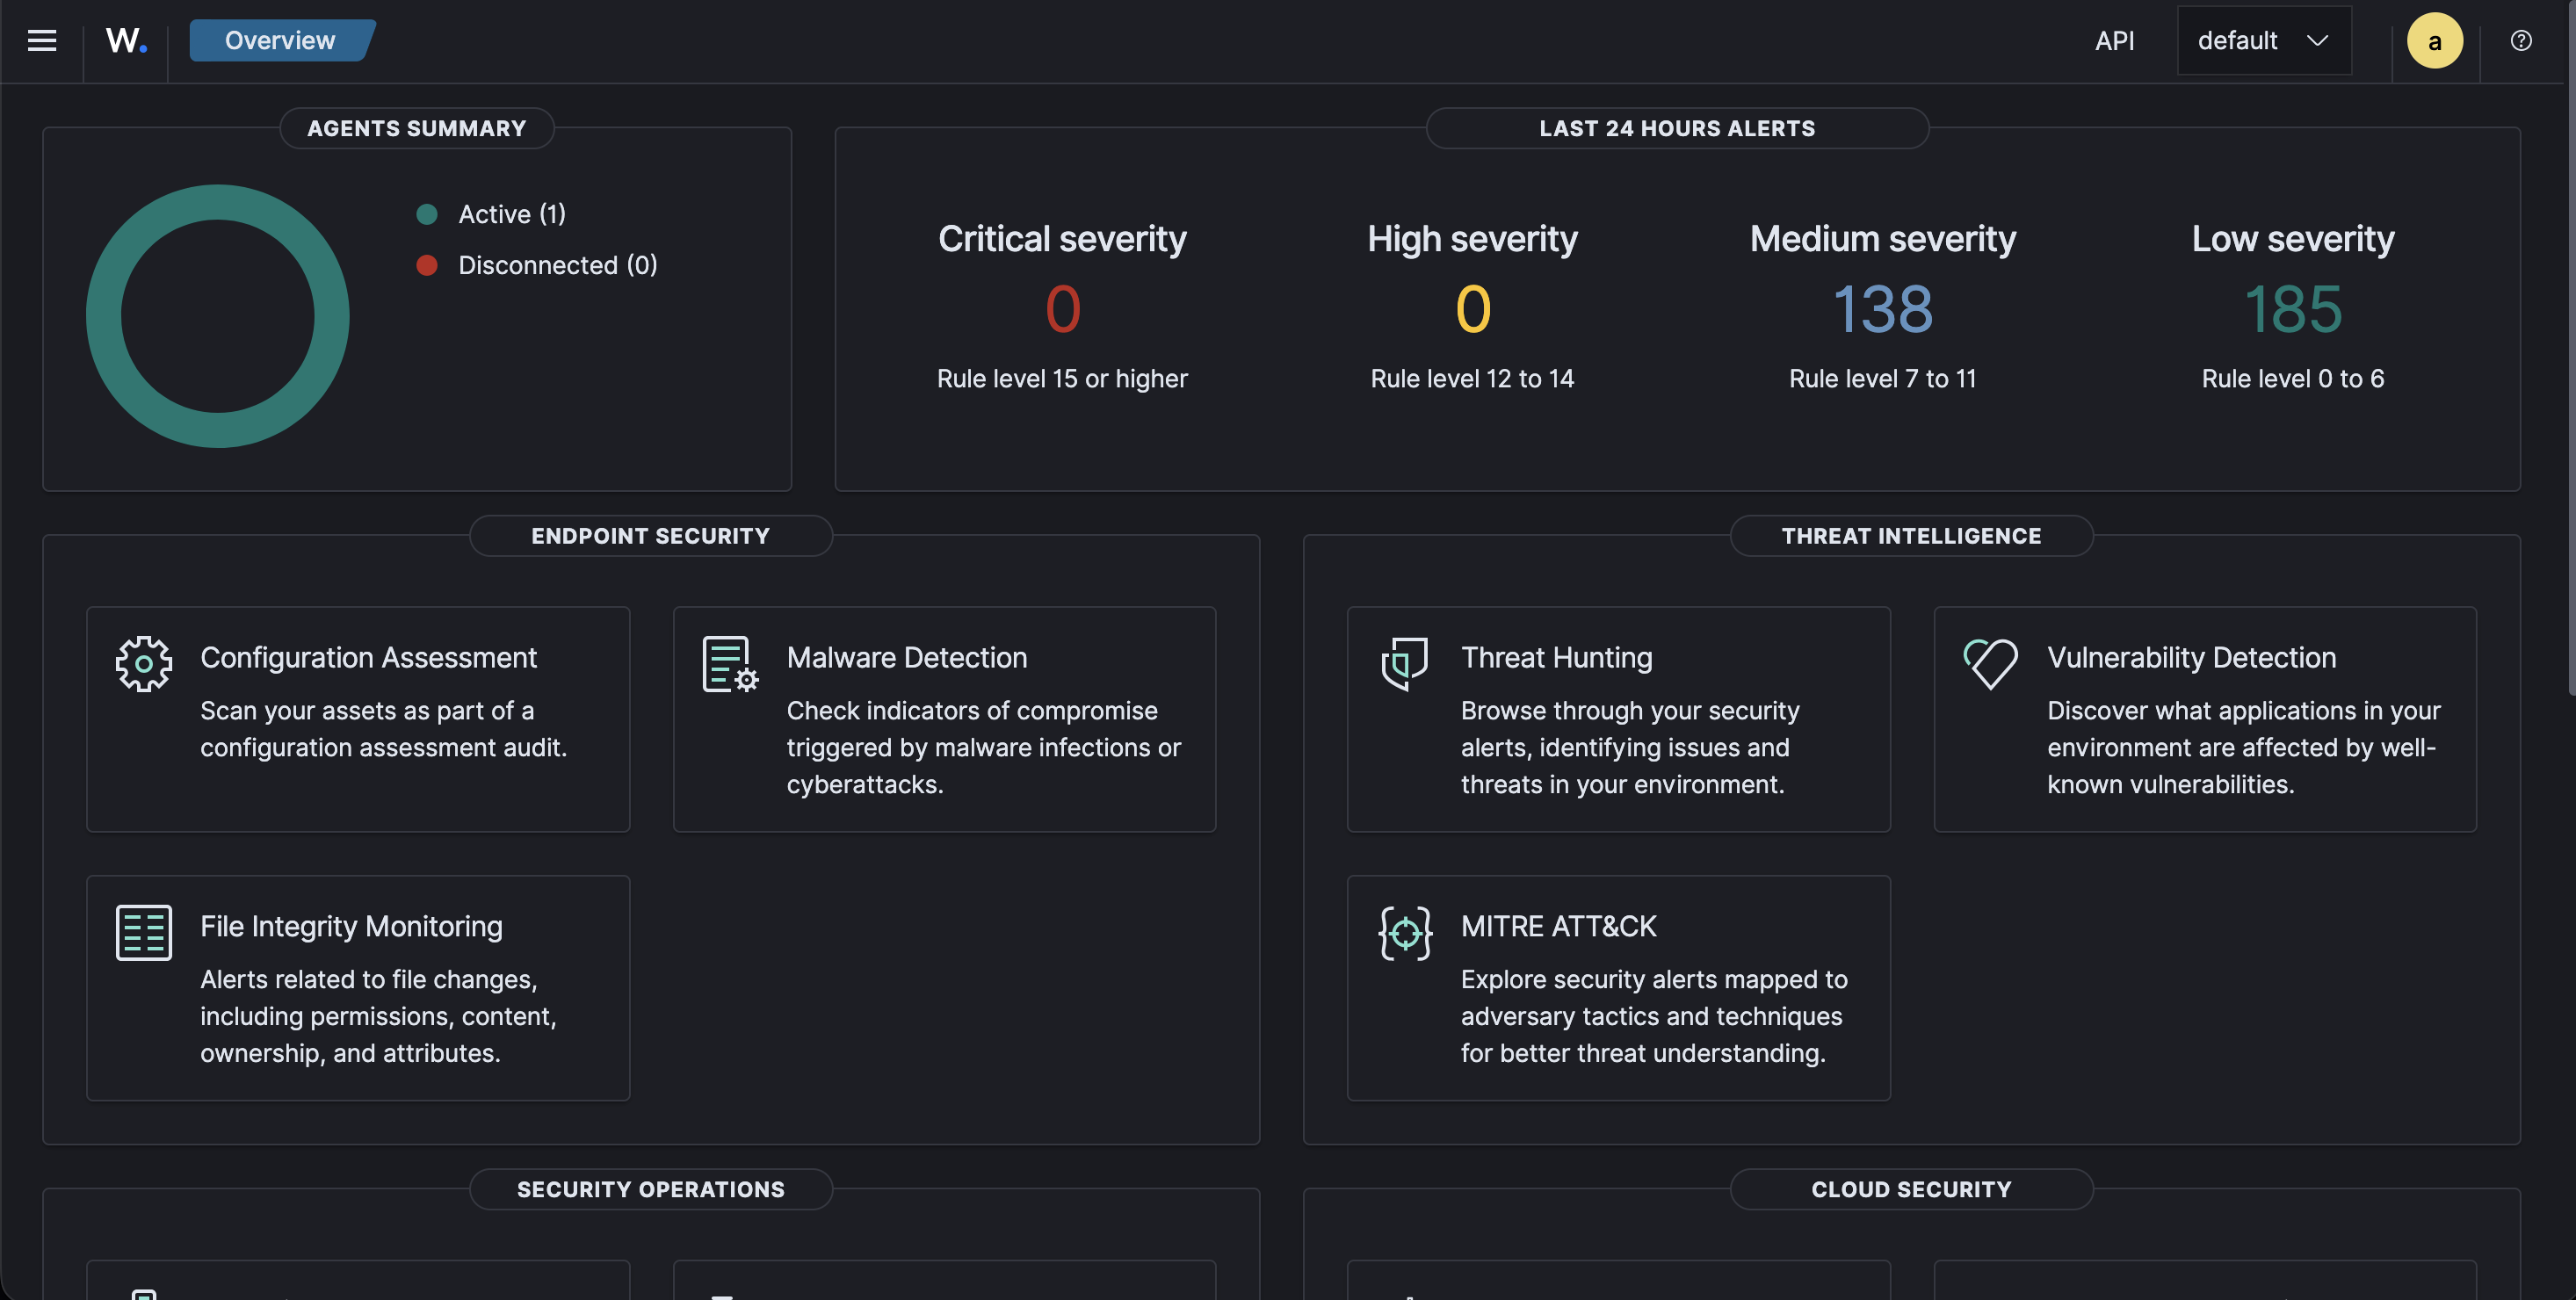 W.
Overview
API
default
a
AGENTS SUMMARY
Active (1)
Disconnected (0)
LAST 24 HOURS ALERTS
Critical severity
0
Rule level 15 or higher
High severity
0
Rule level 12 to 14
Medium severity
138
Rule level 7 to 11
Low severity
185
Rule level 0 to 6
ENDPOINT SECURITY
Configuration Assessment
Scan your assets as part of a
configuration assessment audit.
Malware Detection
Check indicators of compromise
triggered by malware infections or
cyberattacks.
File Integrity Monitoring
Alerts related to file changes,
including permissions, content,
ownership, and attributes.
THREAT INTELLIGENCE
Threat Hunting
Browse through your security
alerts, identifying issues and
threats in your environment.
Vulnerability Detection
Discover what applications in your
environment are affected by well-
known vulnerabilities.
MITRE ATT&CK
Explore security alerts mapped to
adversary tactics and techniques
for better threat understanding.
SECURITY OPERATIONS
CLOUD SECURITY